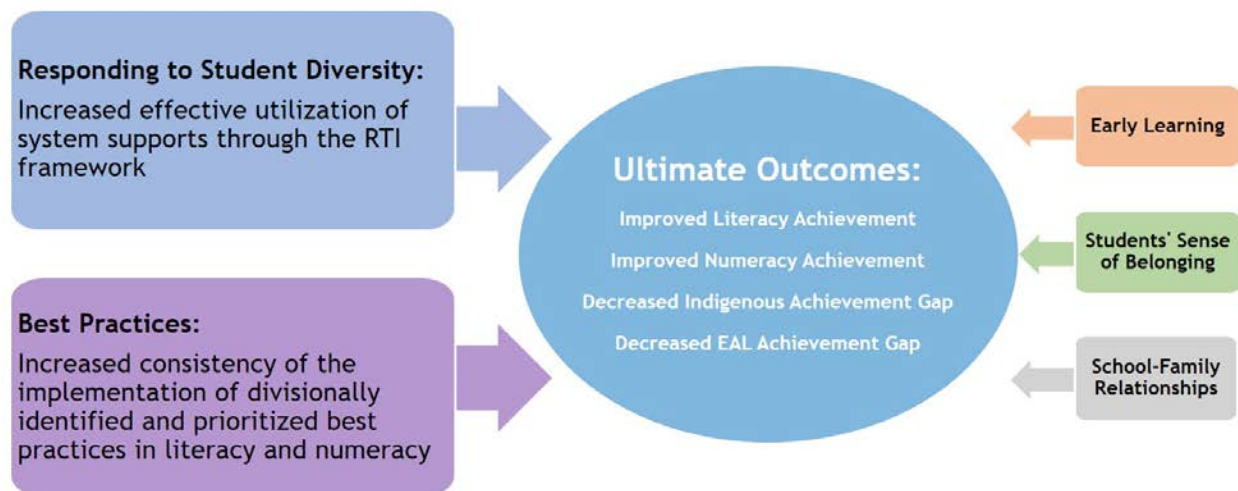 Responding to Student Diversity:
Increased effective utilization of
system supports through the RTI
framework
Best Practices:
Increased consistency of the
implementation of divisionally
identified and prioritized best
practices in literacy and numeracy
Ultimate Outcomes:
Improved Literacy Achievement
Improved Numeracy Achievement
Decreased Indigenous Achievement Gap
Decreased EAL Achievement Gap
Early Learning
Students' Sense
of Belonging
School-Family
Relationships